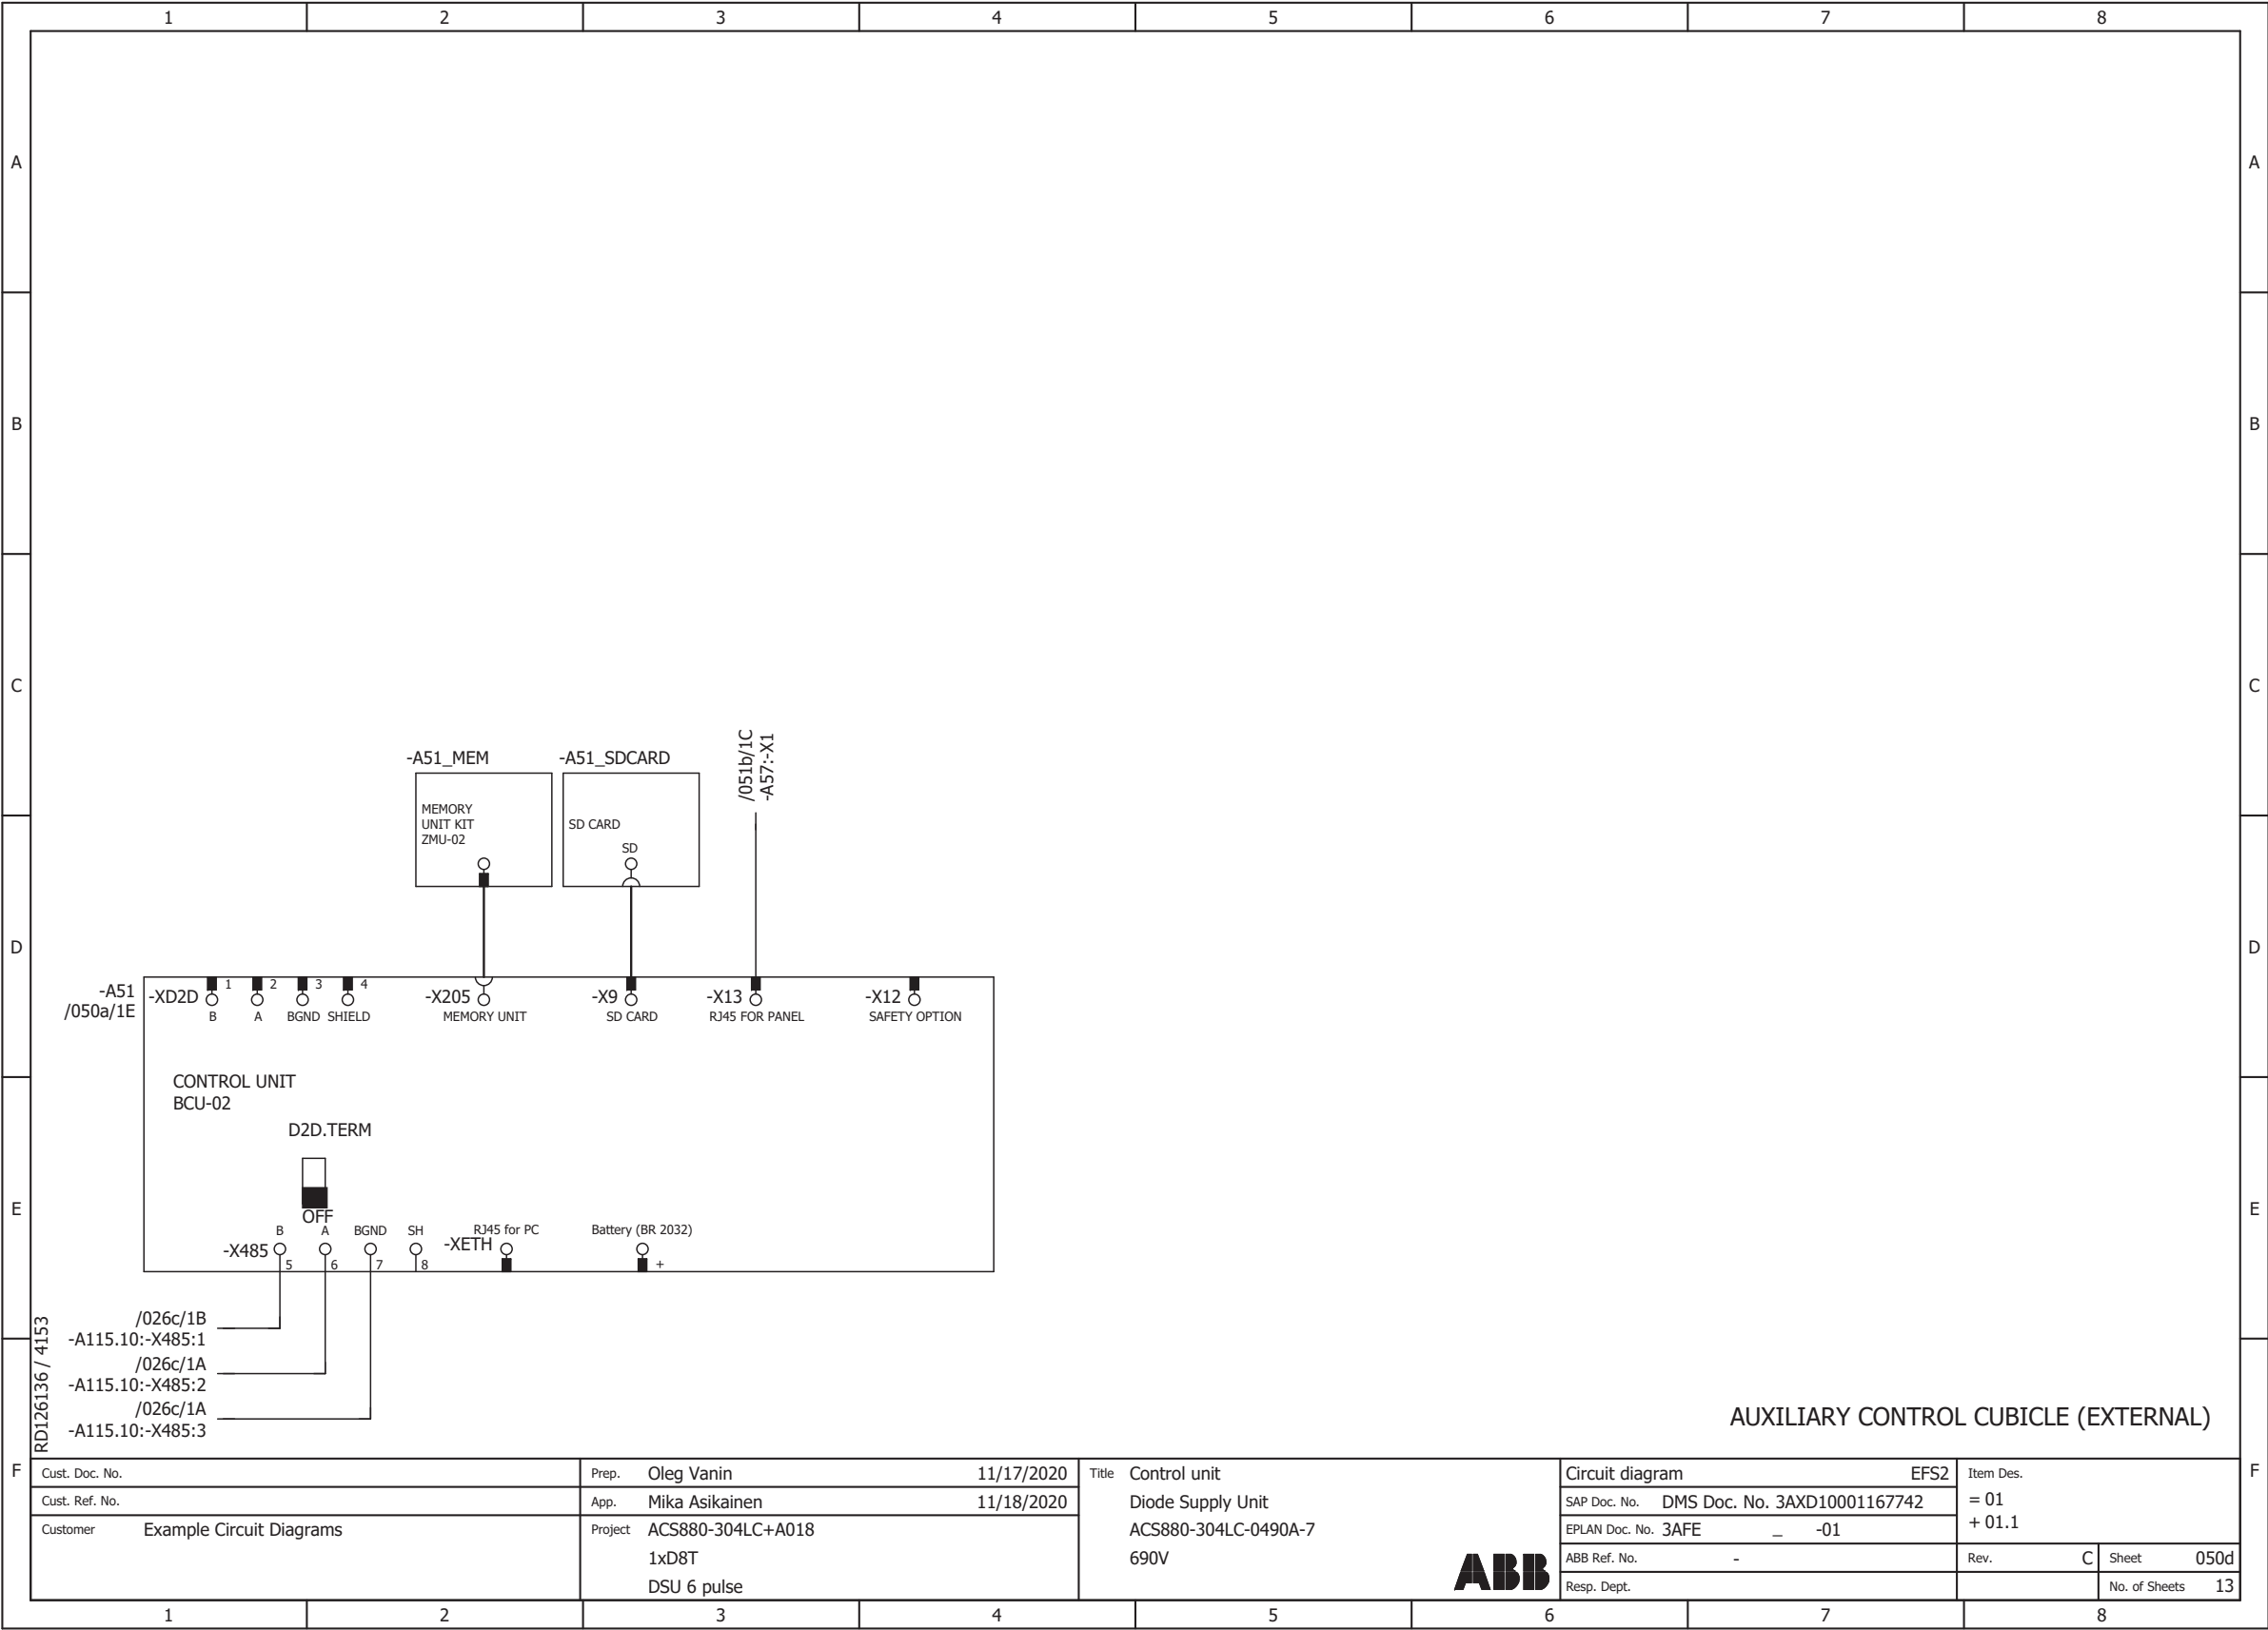 1 2 3 4 5 6 7 8
A A
B B
C C
-A51_MEM -A51_SDCARD
/051b/1C
-A57:-X1
MEMORY
UNIT KIT
ZMU-02
SD CARD
SD
D D
-A51
/050a/1E
-XD2D 1 2 3 4 -X205 -X9 -X13 -X12
B A BGND SHIELD MEMORY UNIT SD CARD RJ45 FOR PANEL SAFETY OPTION
CONTROL UNIT
BCU-02
D2D.TERM
OFF
E E
B A BGND SH RJ45 for PC Battery (BR 2032)
-X485 -XETH
5 6 7 8 +
/026c/1B
-A115.10:-X485:1
/026c/1A
-A115.10:-X485:2
/026c/1A
-A115.10:-X485:3
RD126136 / 4153
AUXILIARY CONTROL CUBICLE (EXTERNAL)
F F
Cust. Doc. No.
Cust. Ref. No.
Customer Example Circuit Diagrams
Prep. Oleg Vanin 11/17/2020
App. Mika Asikainen 11/18/2020
Project ACS880-304LC+A018
1xD8T
DSU 6 pulse
Title Control unit
Diode Supply Unit
ACS880-304LC-0490A-7
690V
ABB
Circuit diagram EFS2
SAP Doc. No. DMS Doc. No. 3AXD10001167742
EPLAN Doc. No. 3AFE _ -01
ABB Ref. No. -
Resp. Dept.
Item Des.
= 01
+ 01.1
Rev. C Sheet 050d
No. of Sheets 13
1 2 3 4 5 6 7 8